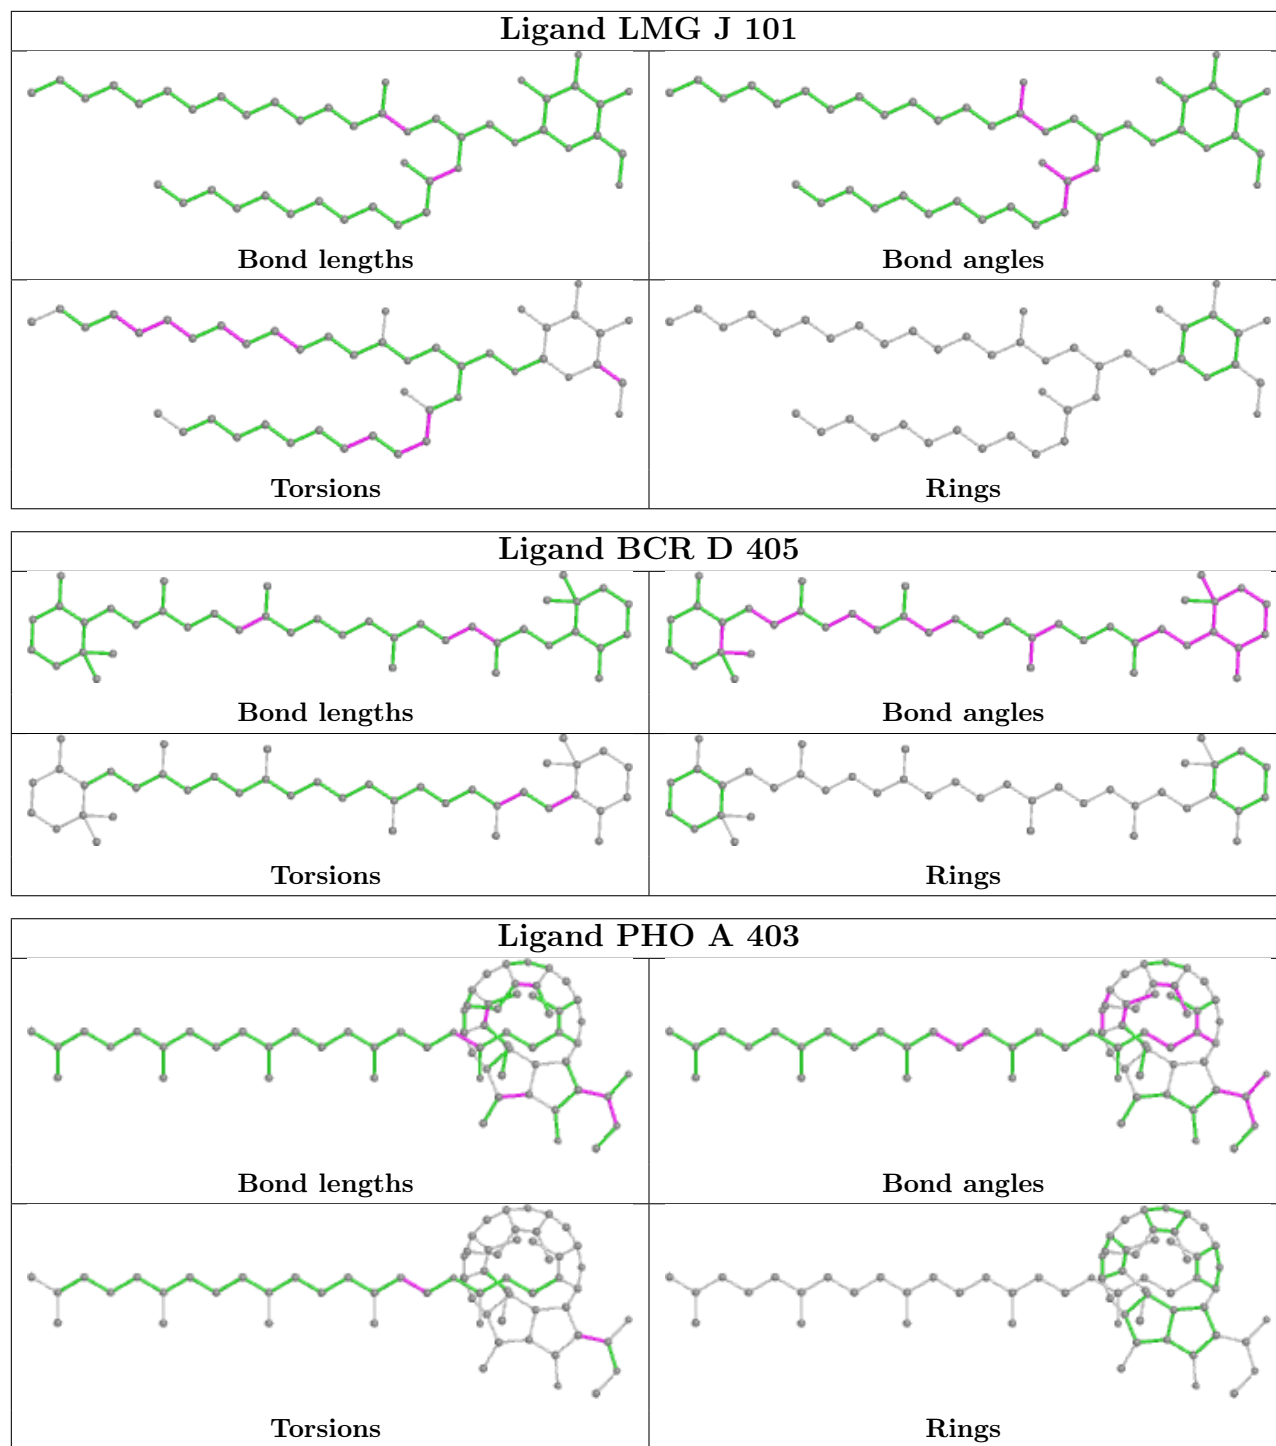 Ligand LMG J 101
Bond lengths
Bond angles
Torsions
Rings
Ligand BCR D 405
Bond lengths
Bond angles
Torsions
Rings
Ligand PHO A 403
Bond lengths
Bond angles
Torsions
Rings